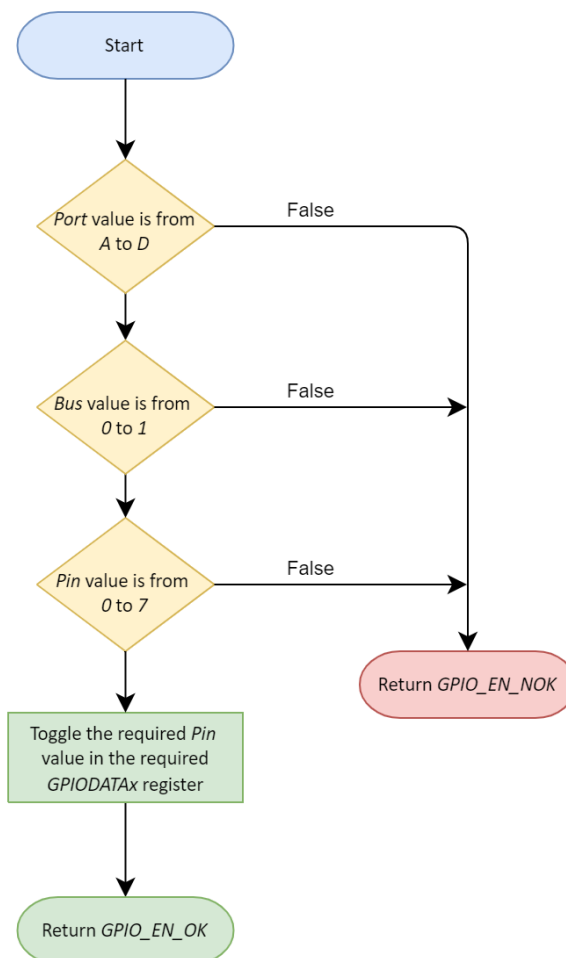 Start
Port value is from
A to D
False
Bus value is from
0 to 1
False
Pin value is from
0 to 7
False
Return GPIO_EN_NOK
Toggle the required Pin
value in the required
GPIODATAx register
Return GPIO_EN_OK